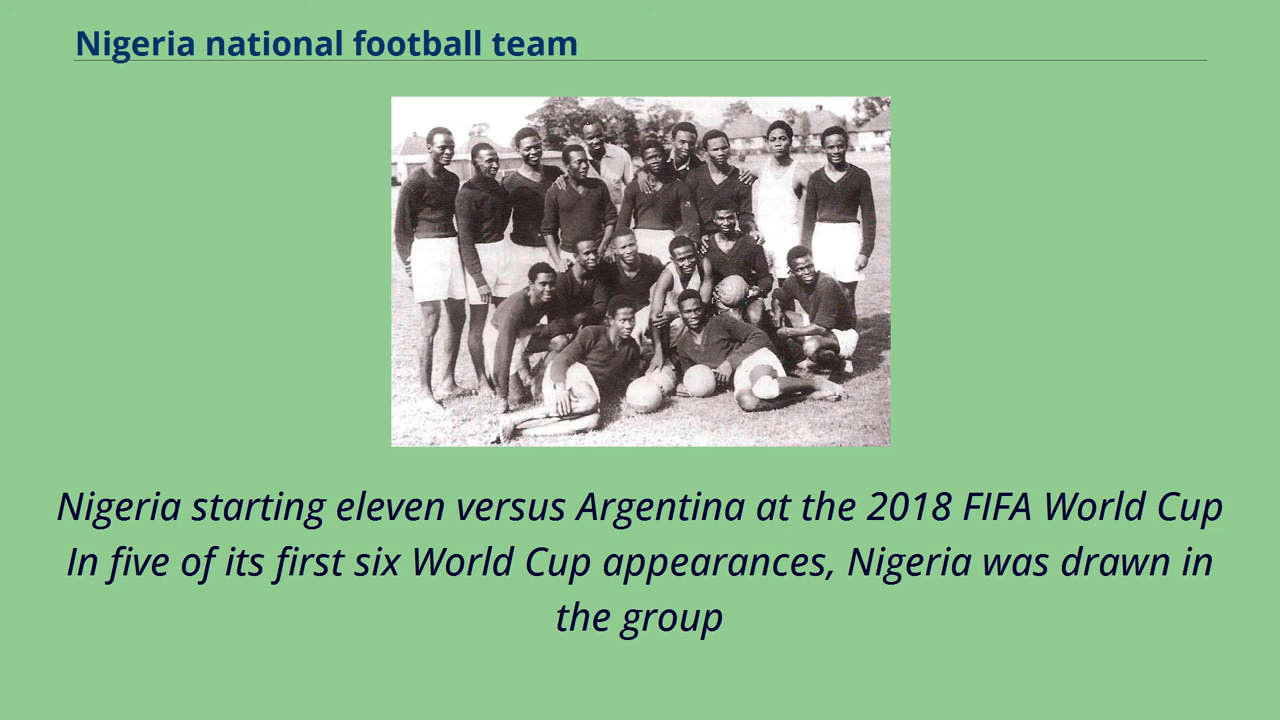 Nigeria national football team
Nigeria starting eleven versus Argentina at the 2018 FIFA World Cup
In five of its first six World Cup appearances, Nigeria was drawn in
the group